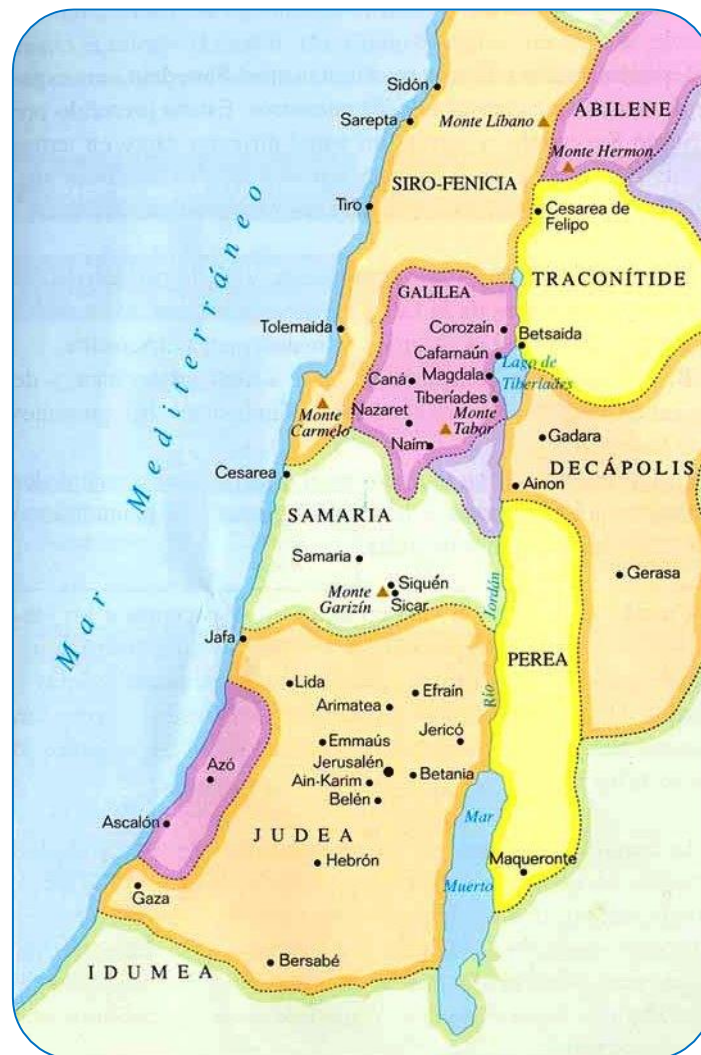 Sidón
Sarepta
Monte Líbano
ABILENE
Monte Hermon.
SIRO-FENICIA
Tiro
Cesarea de
Felipo
TRACONÍTIDE
GALILEA
Tolemaida
Corozaín
Betsaida
Cafarnaún
Lago de
Tiberíades
Caná
Magdala
Tiberíades
Nazaret
Monte
Tabor
Monte
Carmelo
Naím
Gadara
DECÁPOLIS
Cesarea
Ainon
SAMARIA
Samaria
Siquén
Monte
Garizín
Sicar
Gerasa
Mar Mediterráneo
Río Jordán
Jafa
PEREA
Lida
Efraín
Arimatea
Emmaús
Jericó
Jerusalén
Azó
Ain-Karim
Betania
Belén
Ascalón
JUDEA
Mar
Muerto
Hebrón
Maqueronte
Gaza
Bersabé
IDUMEA